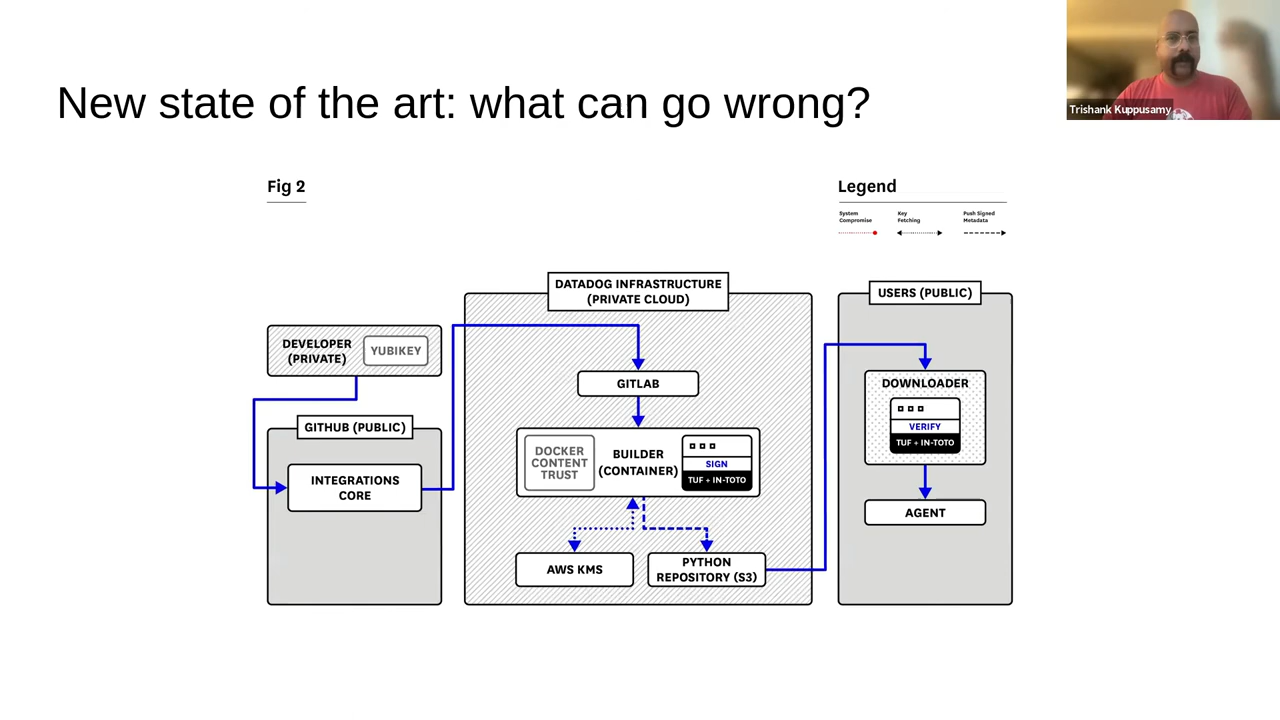 New state of the art: what can go wrong?
Trishank Kuppusamy
Fig 2
Legend
System
Compromise
Key
Fetching
Push Signed
Metadata
DATADOG INFRASTRUCTURE
(PRIVATE CLOUD)
USERS (PUBLIC)
DEVELOPER
(PRIVATE)
YUBIKEY
GITHUB (PUBLIC)
INTEGRATIONS
CORE
GITLAB
DOCKER
CONTENT
TRUST
BUILDER
(CONTAINER)
SIGN
TUF + IN-TOTO
AWS KMS
PYTHON
REPOSITORY (S3)
DOWNLOADER
VERIFY
TUF + IN-TOTO
AGENT